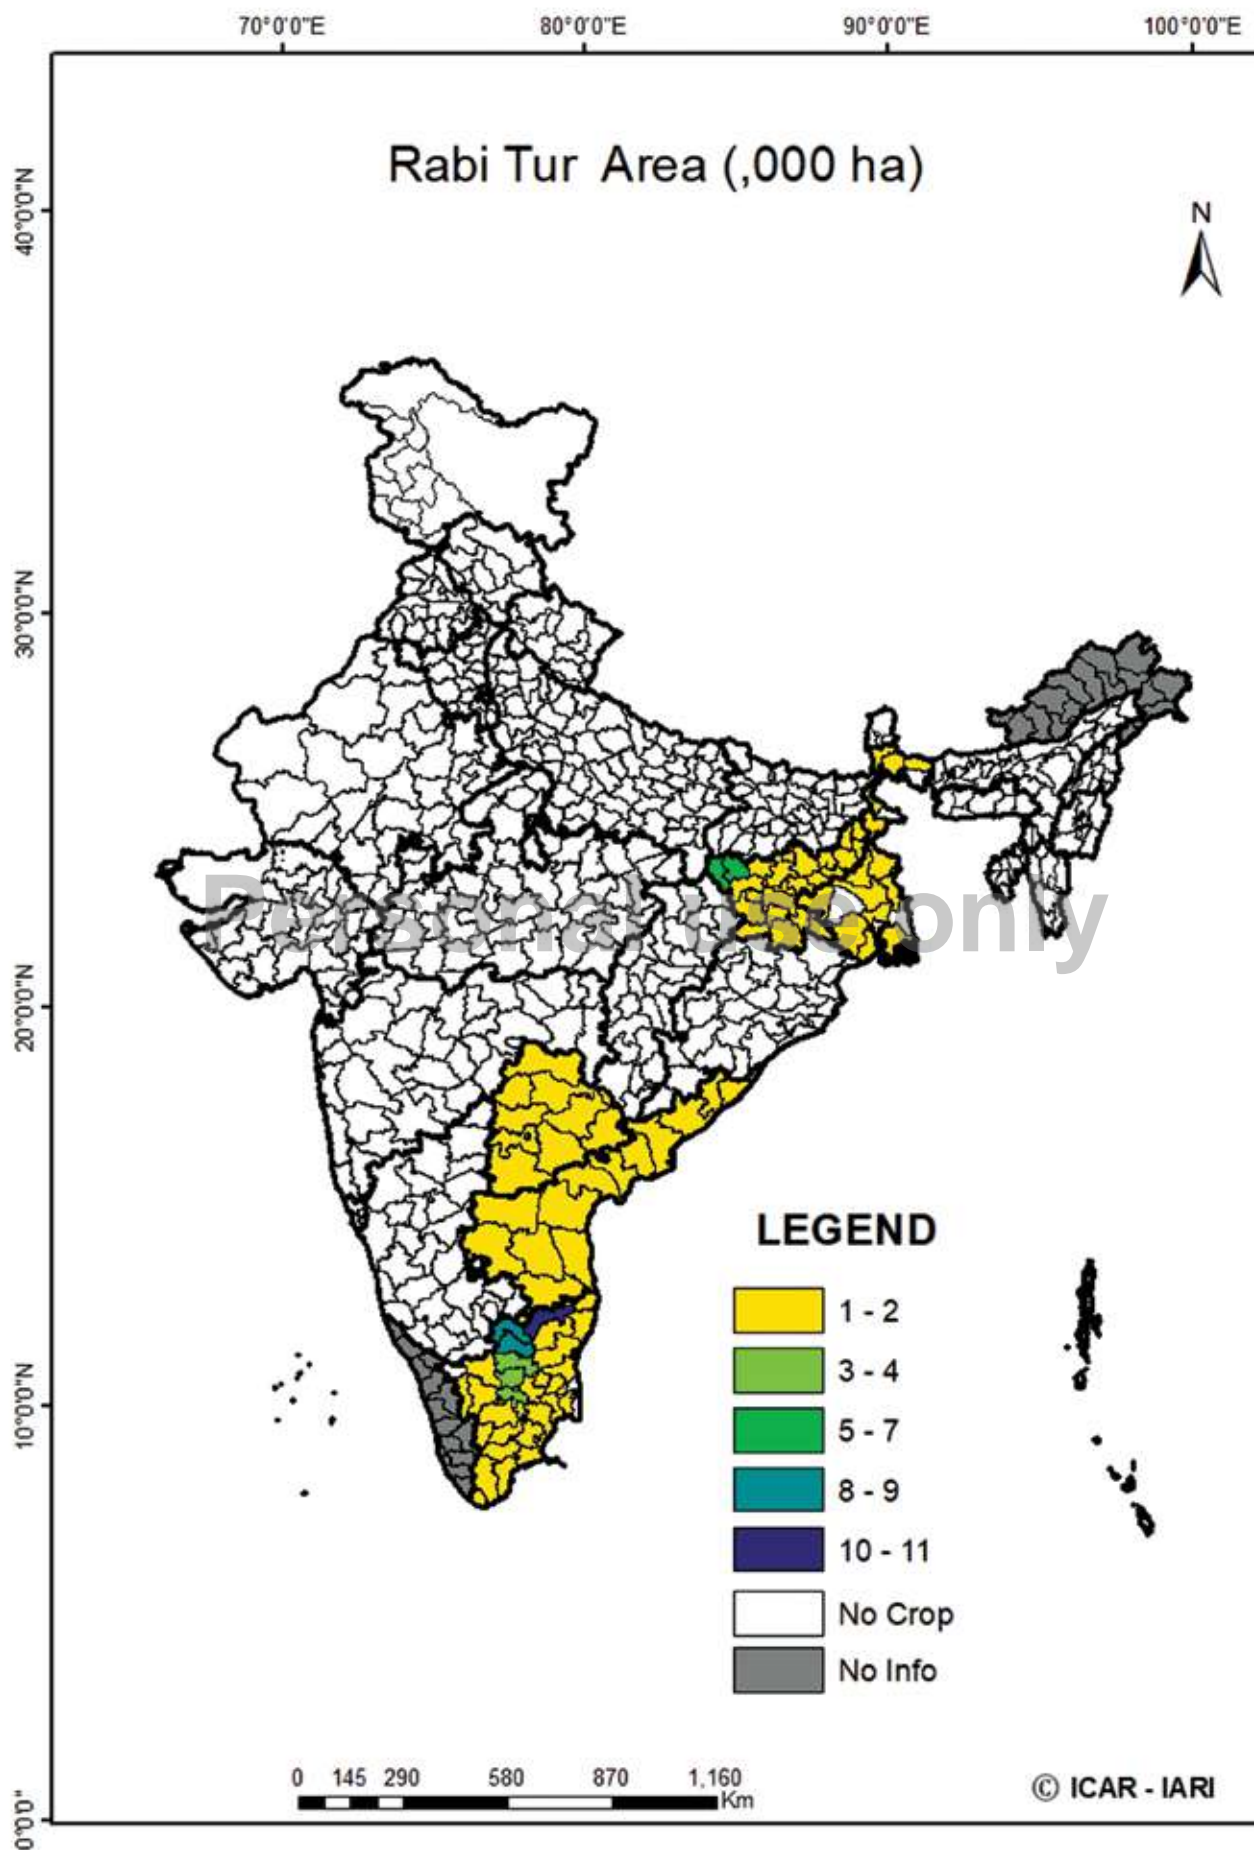 70°0'0"E 80°0'0"E 90°0'0"E 100°0'0"E
Rabi Tur Area (,000 ha)
N
40°0'0"N
30°0'0"N
20°0'0"N
10°0'0"N
0°0'0"
Personal use only
LEGEND
1 - 2
3 - 4
5 - 7
8 - 9
10 - 11
No Crop
No Info
0 145 290 580 870 1,160
Km
© ICAR - IARI